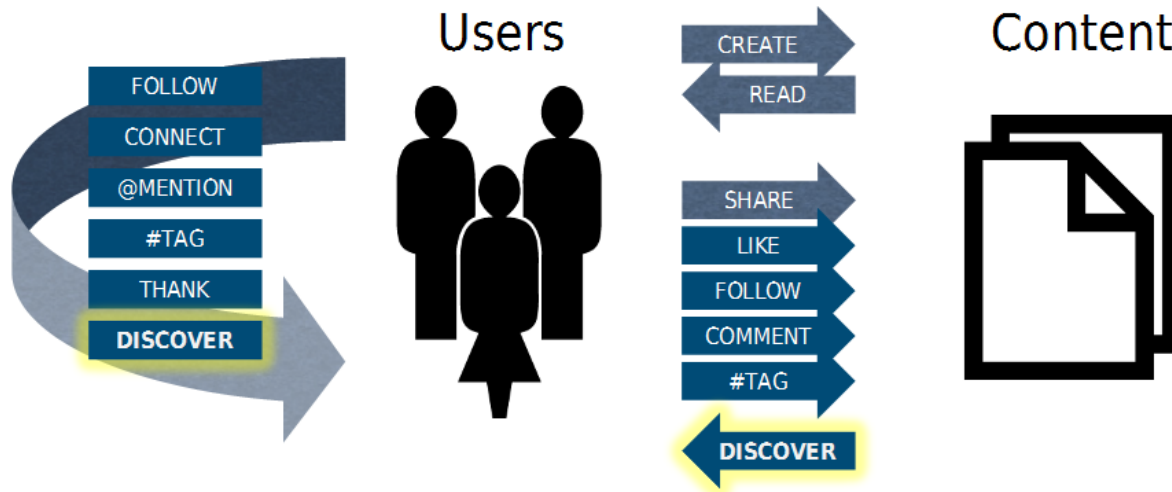 Users
Content
FOLLOW
CONNECT
@MENTION
#TAG
THANK
DISCOVER
CREATE
READ
SHARE
LIKE
FOLLOW
COMMENT
#TAG
DISCOVER